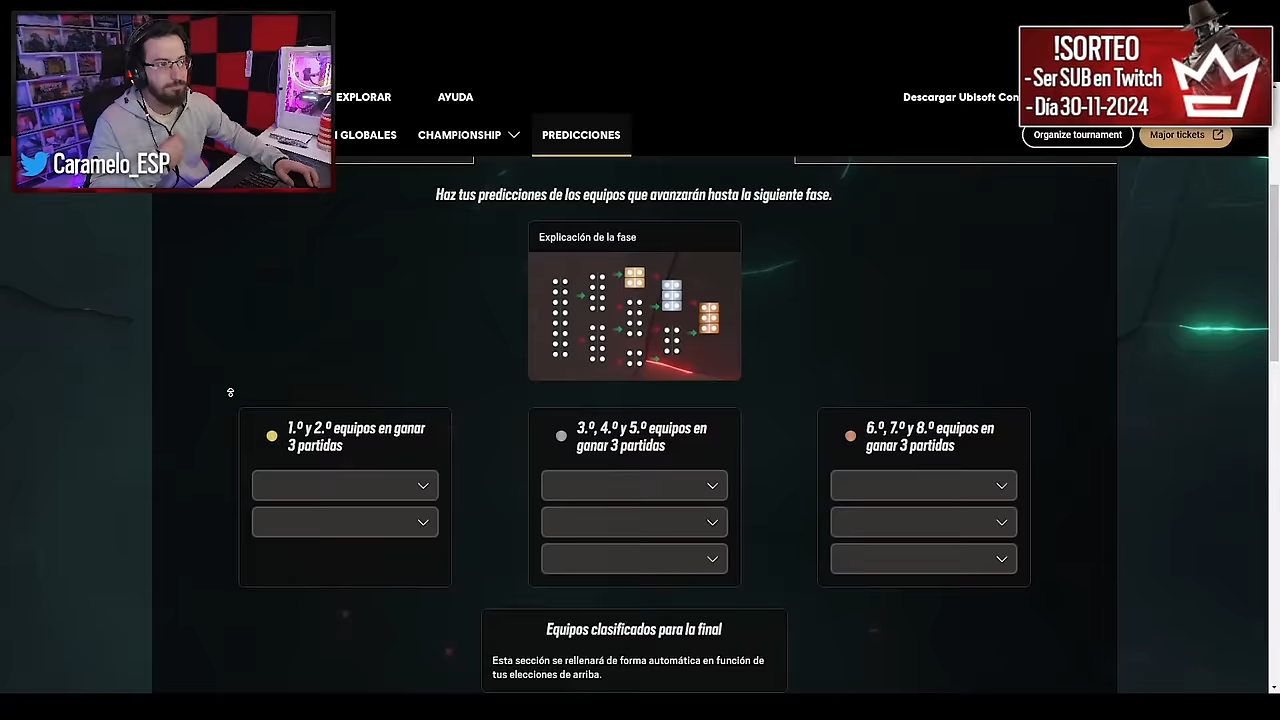 EXPLORAR
AYUDA
Descargar Ubisoft Con
GLOBALES
CHAMPIONSHIP
PREDICCIONES
!SORTEO
- Ser SUB en Twitch
- Día 30-11-2024
Organize tournament
Major tickets
Caramelo_ESP
Haz tus predicciones de los equipos que avanzarán hasta la siguiente fase.
Explicación de la fase
1.º y 2.º equipos en ganar
3 partidas
3.º, 4.º y 5.º equipos en
ganar 3 partidas
6.º, 7.º y 8.º equipos en
ganar 3 partidas
Equipos clasificados para la final
Esta sección se rellenará de forma automática en función de
tus elecciones de arriba.